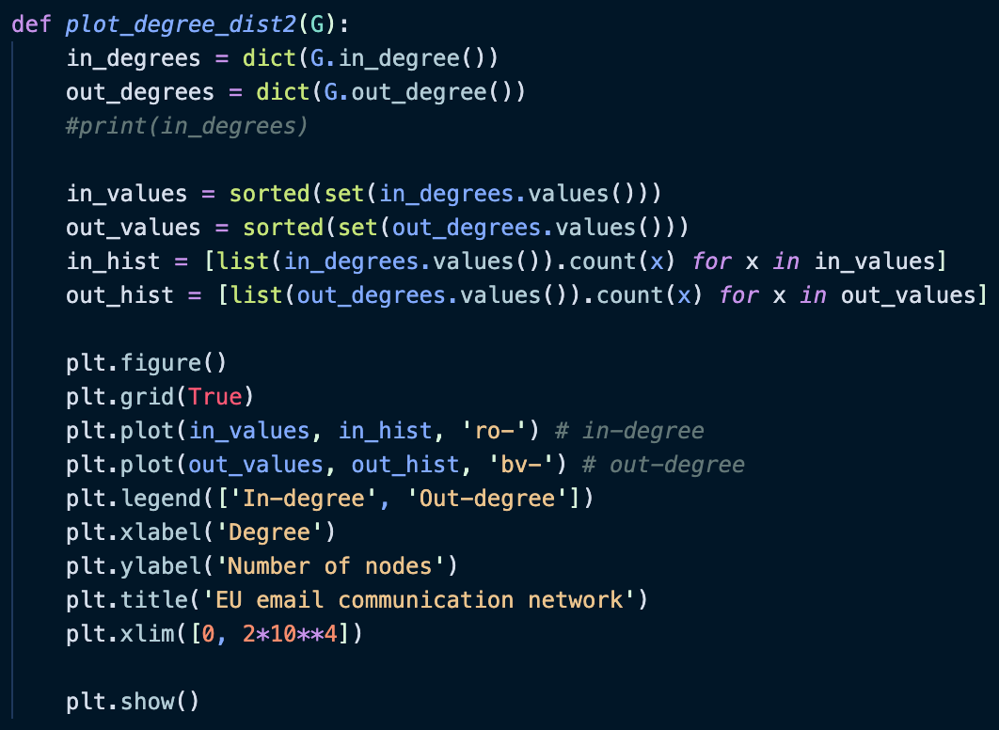 def plot_degree_dist2(G):
    in_degrees = dict(G.in_degree())
    out_degrees = dict(G.out_degree())
    #print(in_degrees)

    in_values = sorted(set(in_degrees.values()))
    out_values = sorted(set(out_degrees.values()))
    in_hist = [list(in_degrees.values()).count(x) for x in in_values]
    out_hist = [list(out_degrees.values()).count(x) for x in out_values]

    plt.figure()
    plt.grid(True)
    plt.plot(in_values, in_hist, 'ro-') # in-degree
    plt.plot(out_values, out_hist, 'bv-') # out-degree
    plt.legend(['In-degree', 'Out-degree'])
    plt.xlabel('Degree')
    plt.ylabel('Number of nodes')
    plt.title('EU email communication network')
    plt.xlim([0, 2*10**4])

    plt.show()